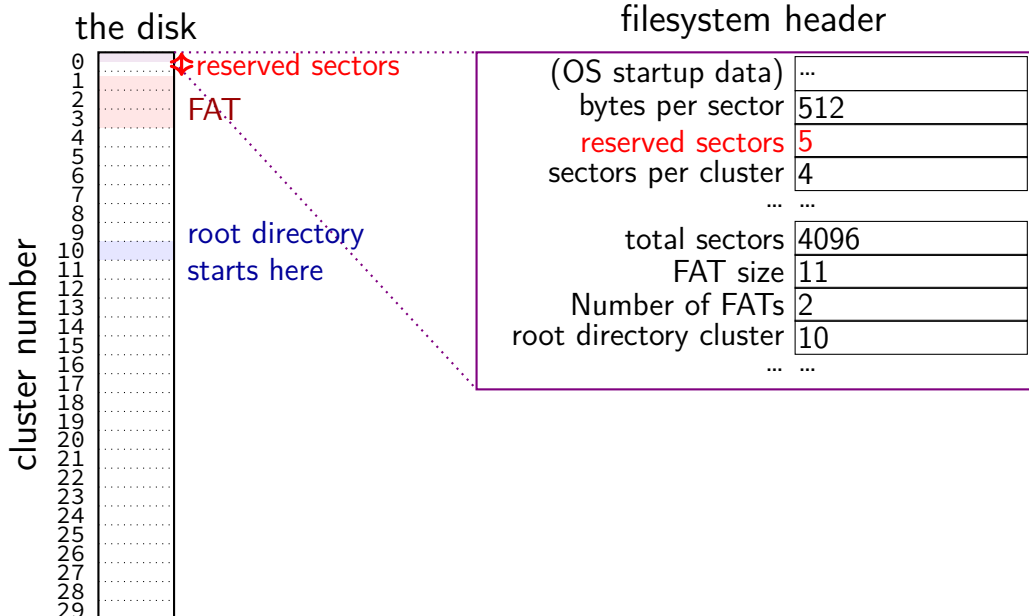 the disk
filesystem header
cluster number
0
1
2
3
4
5
6
7
8
9
10
11
12
13
14
15
16
17
18
19
20
21
22
23
24
25
26
27
28
29
reserved sectors
FAT
root directory
starts here
(OS startup data) ...
bytes per sector 512
reserved sectors 5
sectors per cluster 4
... ...
total sectors 4096
FAT size 11
Number of FATs 2
root directory cluster 10
... ...